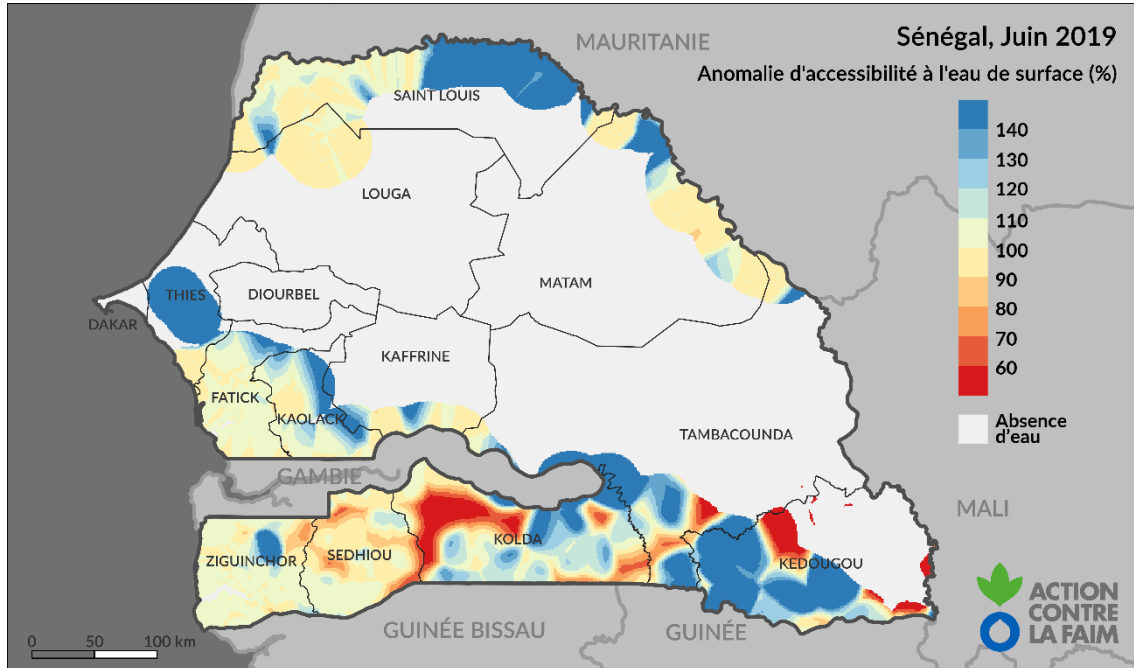 Sénégal, Juin 2019
Anomalie d'accessibilité à l'eau de surface (%)
140
130
120
110
100
90
80
70
60
Absence
d'eau
MAURITANIE
SAINT LOUIS
LOUGA
MATAM
THIES
DIOURBEL
DAKAR
KAFFRINE
FATICK
KAOLACK
TAMBACOUNDA
GAMBIE
MALI
KOLDA
ZIGUINCHOR
SEDHIOU
KEDOUGOU
GUINÉE BISSAU
GUINÉE
0 50 100 km
ACTION
CONTRE
LA FAIM